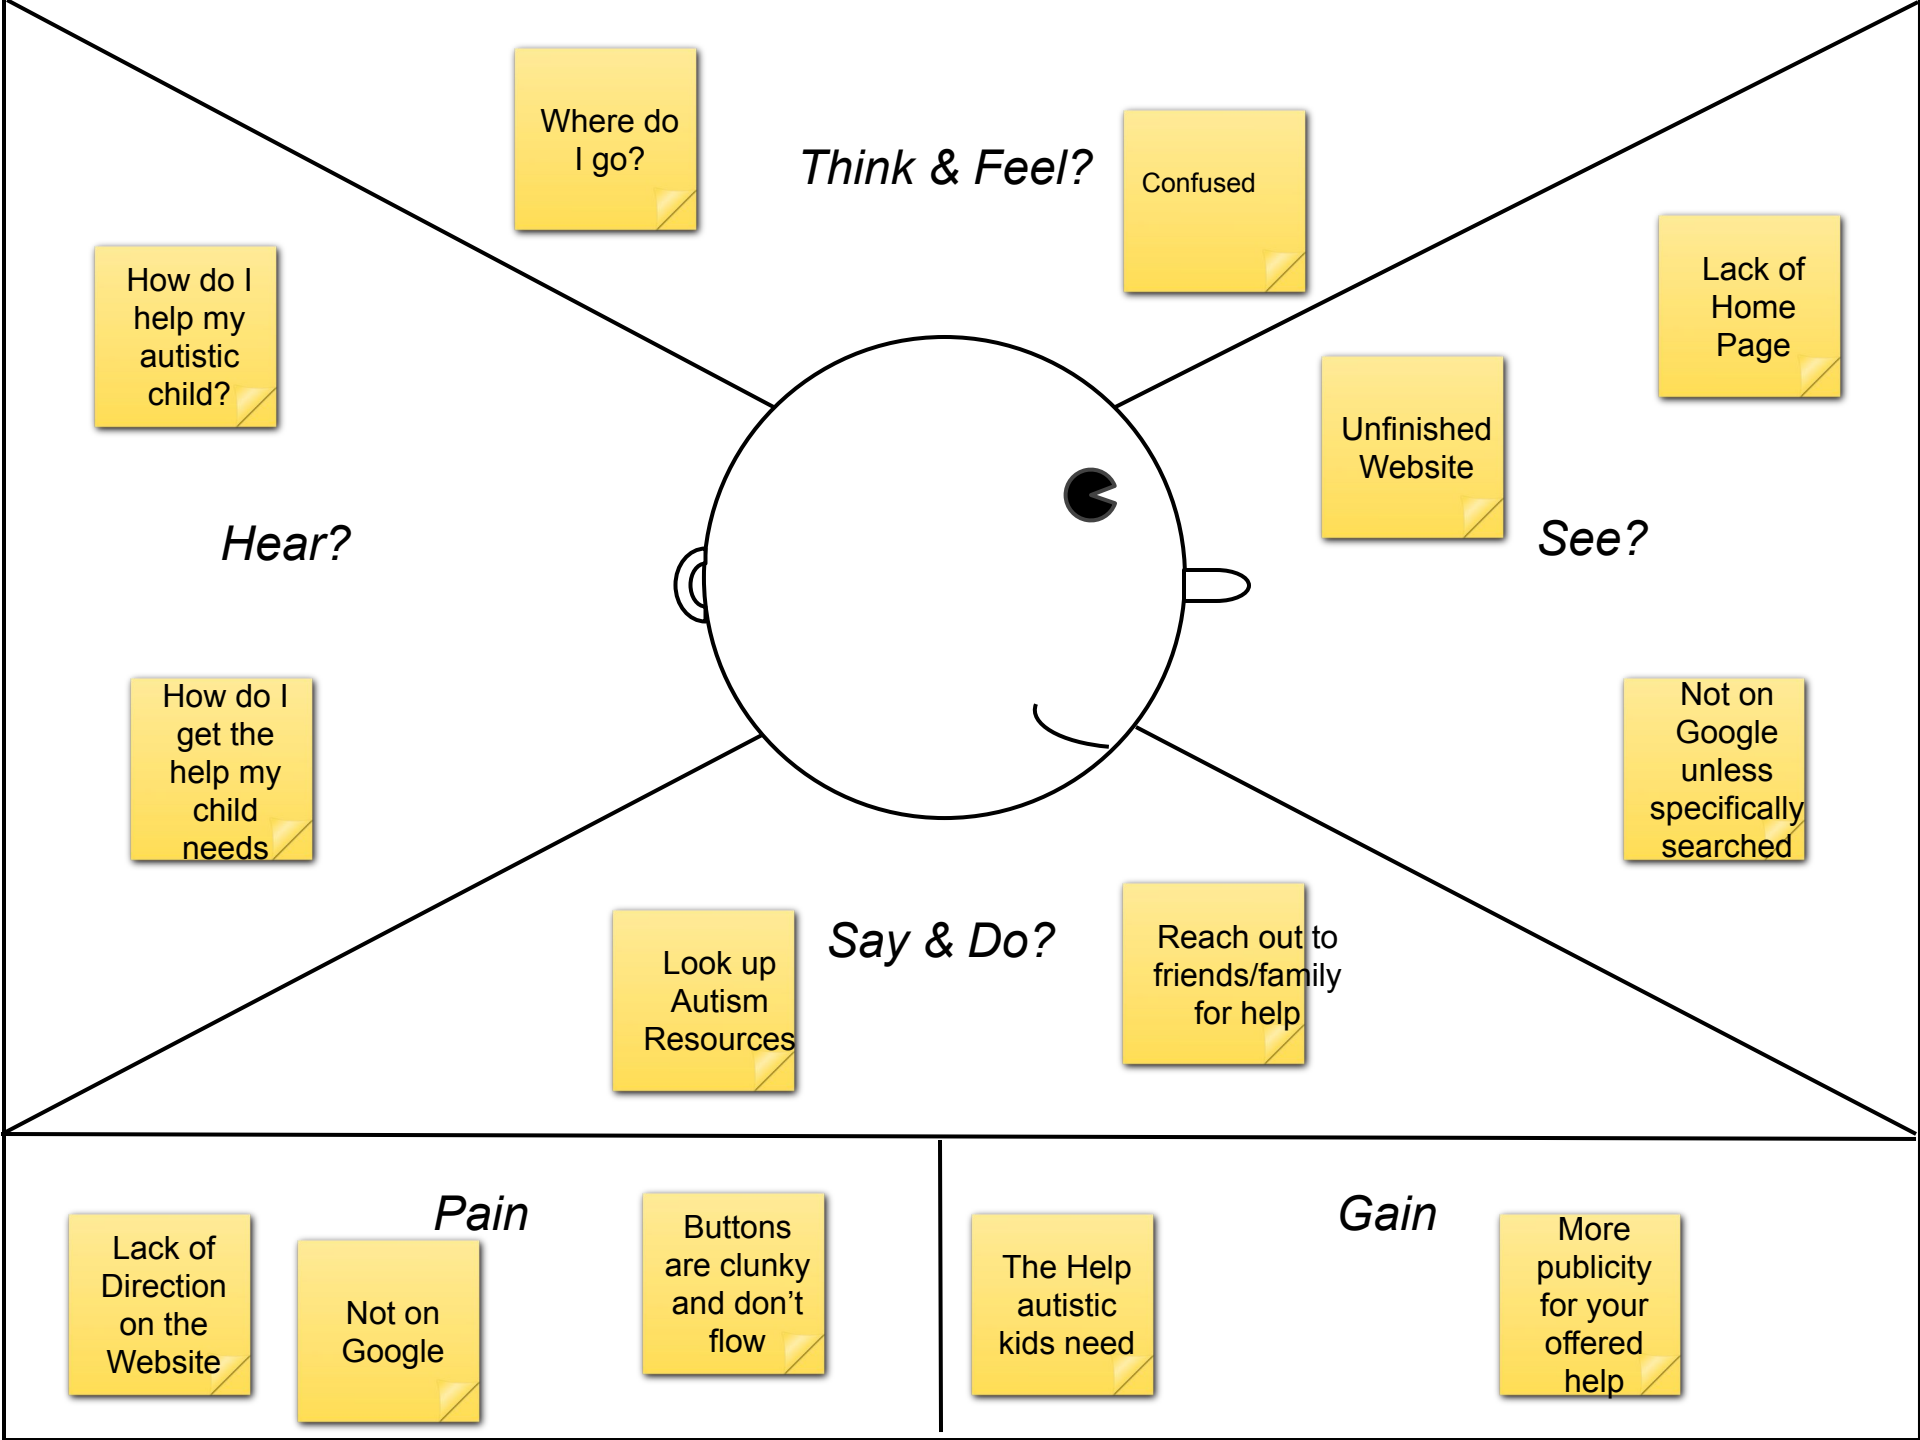 Where do
I go?
Think & Feel?
Confused
How do I
help my
autistic
child?
Hear?
How do I
get the
help my
child
needs
Lack of
Home
Page
Unfinished
Website
See?
Not on
Google
unless
specifically
searched
Look up
Autism
Resources
Say & Do?
Reach out to
friends/family
for help
Pain
Lack of
Direction
on the
Website
Not on
Google
Buttons
are clunky
and don’t
flow
Gain
The Help
autistic
kids need
More
publicity
for your
offered
help